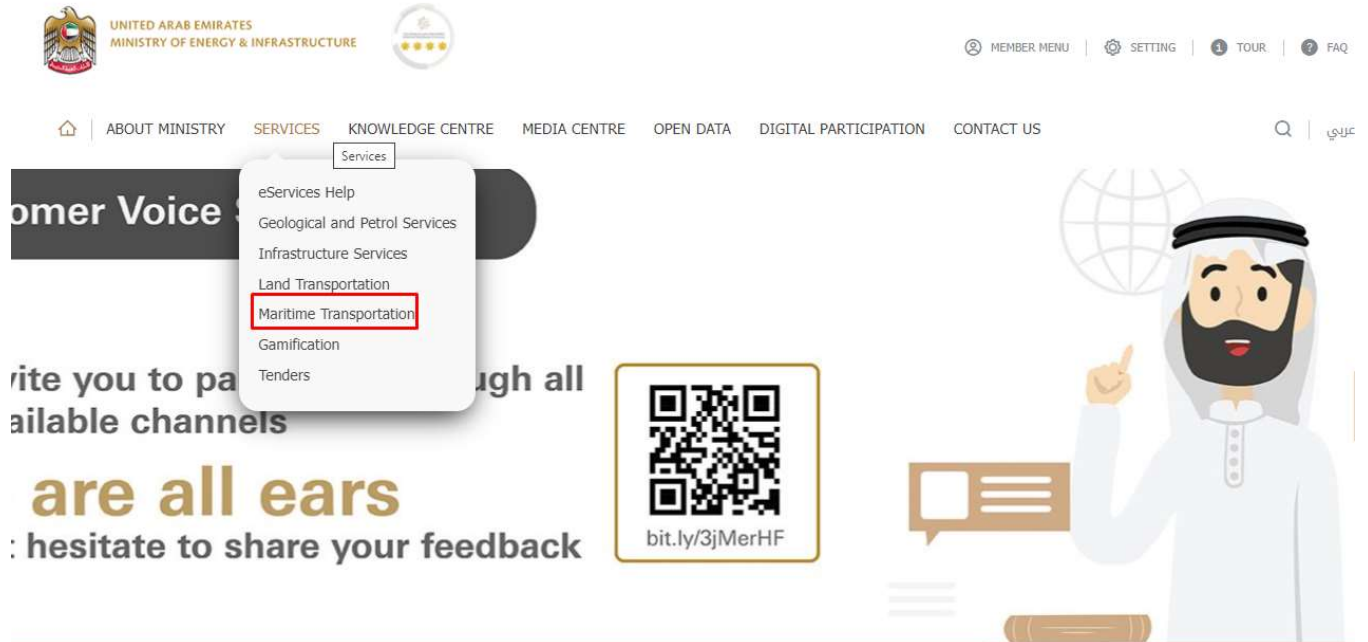 UNITED ARAB EMIRATES
MINISTRY OF ENERGY & INFRASTRUCTURE
MEMBER MENU
SETTING
1 TOUR
? FAQ
ABOUT MINISTRY
SERVICES
KNOWLEDGE CENTRE
MEDIA CENTRE
OPEN DATA
DIGITAL PARTICIPATION
CONTACT US
عربي
Services
eServices Help
Geological and Petrol Services
Infrastructure Services
Land Transportation
Maritime Transportation
Gamification
Tenders
omer Voice
vite you to pa ugh all
ailable channels
are all ears
hesitate to share your feedback
bit.ly/3jMerHF